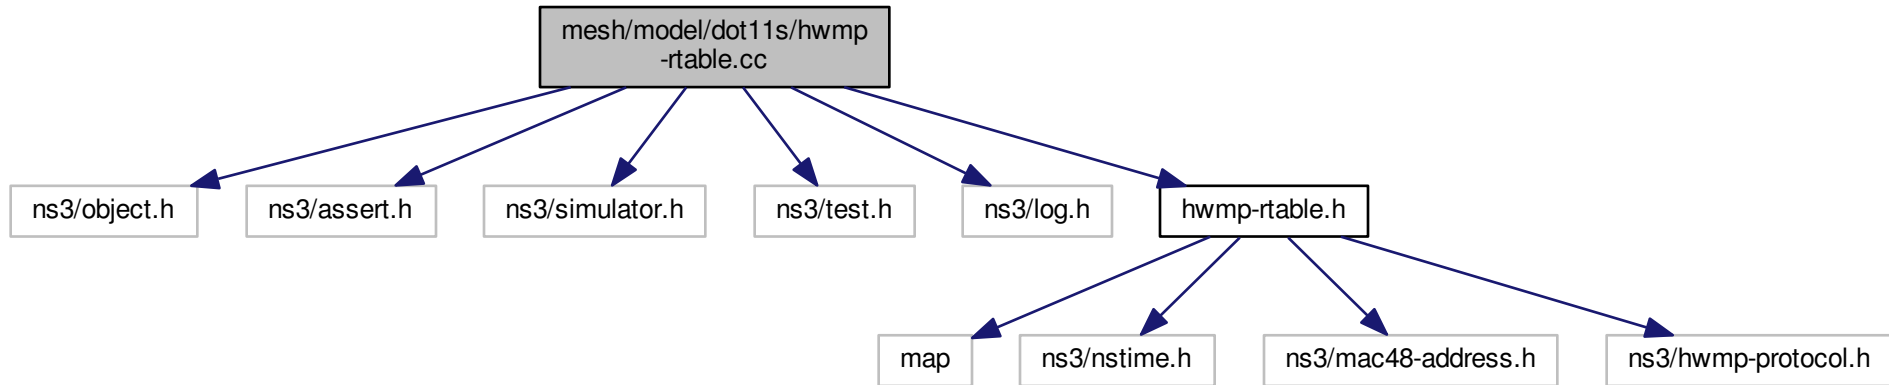 mesh/model/dot11s/hwmp
-rtable.cc
ns3/object.h
ns3/assert.h
ns3/simulator.h
ns3/test.h
ns3/log.h
hwmp-rtable.h
map
ns3/nstime.h
ns3/mac48-address.h
ns3/hwmp-protocol.h